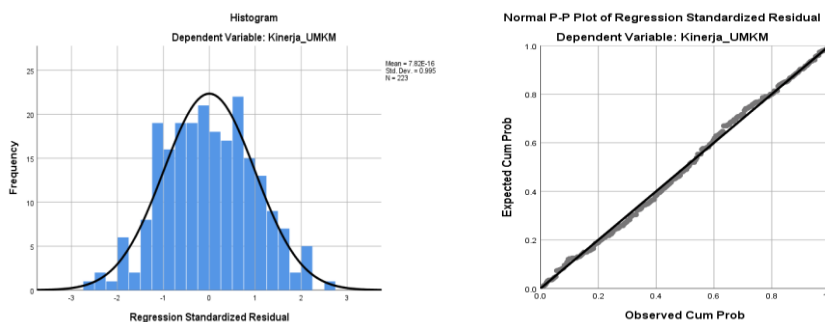 Histogram
Dependent Variable: Kinerja_UMKM
Mean = 7.82E-16
Std. Dev. = 0.995
N = 223
Frequency
25
20
15
10
5
0
-3 -2 -1 0 1 2 3
Regression Standardized Residual
Normal P-P Plot of Regression Standardized Residual
Dependent Variable: Kinerja_UMKM
Expected Cum Prob
1.0
0.8
0.6
0.4
0.2
0.0
0.0 0.2 0.4 0.6 0.8 1
Observed Cum Prob